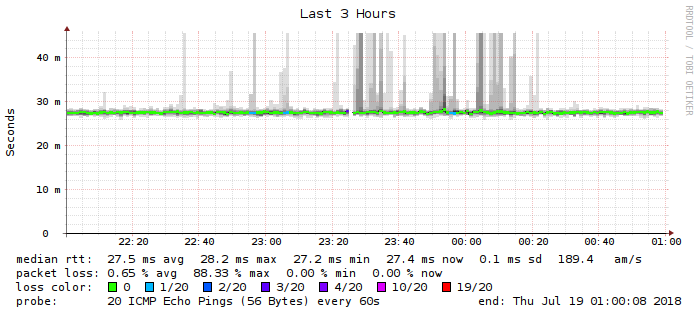 Last 3 Hours
RRDTOOL / TOBI OETIKER
Seconds
40 m
30 m
20 m
10 m
0
22:20 22:40 23:00 23:20 23:40 00:00 00:20 00:40 01:00
median rtt: 27.5 ms avg 28.2 ms max 27.2 ms min 27.4 ms now 0.1 ms sd 189.4 am/s
packet loss: 0.65 % avg 88.33 % max 0.00 % min 0.00 % now
loss color: 0 1/20 2/20 3/20 4/20 10/20 19/20
probe: 20 ICMP Echo Pings (56 Bytes) every 60s end: Thu Jul 19 01:00:08 2018